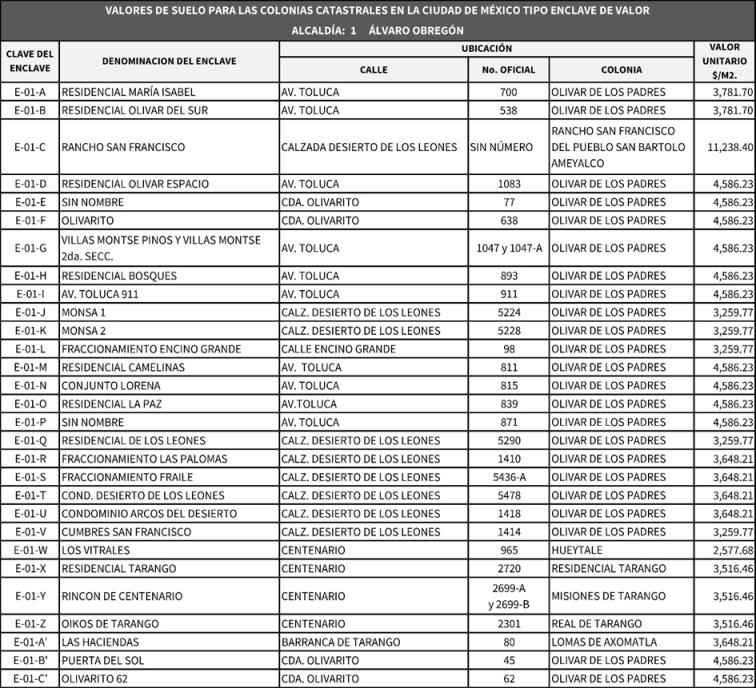 VALORES DE SUELO PARA LAS COLONIAS CATASTRALES EN LA CIUDAD DE MÉXICO TIPO ENCLAVE DE VALOR
ALCALDÍA: 1 ÁLVARO OBREGÓN
CLAVE DEL ENCLAVE DENOMINACION DEL ENCLAVE UBICACIÓN VALOR UNITARIO $/M2.
CALLE No. OFICIAL COLONIA
E-01-A RESIDENCIAL MARÍA ISABEL AV. TOLUCA 700 OLIVAR DE LOS PADRES 3,781.70
E-01-B RESIDENCIAL OLIVAR DEL SUR AV. TOLUCA 538 OLIVAR DE LOS PADRES 3,781.70
E-01-C RANCHO SAN FRANCISCO CALZADA DESIERTO DE LOS LEONES SIN NÚMERO RANCHO SAN FRANCISCO DEL PUEBLO SAN BARTOLO AMEYALCO 11,238.40
E-01-D RESIDENCIAL OLIVAR ESPACIO AV. TOLUCA 1083 OLIVAR DE LOS PADRES 4,586.23
E-01-E SIN NOMBRE CDA. OLIVARITO 77 OLIVAR DE LOS PADRES 4,586.23
E-01-F OLIVARITO CDA. OLIVARITO 638 OLIVAR DE LOS PADRES 4,586.23
E-01-G VILLAS MONTSE PINOS Y VILLAS MONTSE 2da. SECC. AV. TOLUCA 1047 y 1047-A OLIVAR DE LOS PADRES 4,586.23
E-01-H RESIDENCIAL BOSQUES AV. TOLUCA 893 OLIVAR DE LOS PADRES 4,586.23
E-01-I AV. TOLUCA 911 AV. TOLUCA 911 OLIVAR DE LOS PADRES 4,586.23
E-01-J MONSA 1 CALZ. DESIERTO DE LOS LEONES 5224 OLIVAR DE LOS PADRES 3,259.77
E-01-K MONSA 2 CALZ. DESIERTO DE LOS LEONES 5228 OLIVAR DE LOS PADRES 3,259.77
E-01-L FRACCIONAMIENTO ENCINO GRANDE CALLE ENCINO GRANDE 98 OLIVAR DE LOS PADRES 3,259.77
E-01-M RESIDENCIAL CAMELINAS AV. TOLUCA 811 OLIVAR DE LOS PADRES 4,586.23
E-01-N CONJUNTO LORENA AV. TOLUCA 815 OLIVAR DE LOS PADRES 4,586.23
E-01-O RESIDENCIAL LA PAZ AV.TOLUCA 839 OLIVAR DE LOS PADRES 4,586.23
E-01-P SIN NOMBRE AV. TOLUCA 871 OLIVAR DE LOS PADRES 4,586.23
E-01-Q RESIDENCIAL DE LOS LEONES CALZ. DESIERTO DE LOS LEONES 5290 OLIVAR DE LOS PADRES 3,259.77
E-01-R FRACCIONAMIENTO LAS PALOMAS CALZ. DESIERTO DE LOS LEONES 1410 OLIVAR DE LOS PADRES 3,648.21
E-01-S FRACCIONAMIENTO FRAILE CALZ. DESIERTO DE LOS LEONES 5436-A OLIVAR DE LOS PADRES 3,648.21
E-01-T COND. DESIERTO DE LOS LEONES CALZ. DESIERTO DE LOS LEONES 5478 OLIVAR DE LOS PADRES 3,648.21
E-01-U CONDOMINIO ARCOS DEL DESIERTO CALZ. DESIERTO DE LOS LEONES 1418 OLIVAR DE LOS PADRES 3,648.21
E-01-V CUMBRES SAN FRANCISCO CALZ. DESIERTO DE LOS LEONES 1414 OLIVAR DE LOS PADRES 3,259.77
E-01-W LOS VITRALES CENTENARIO 965 HUEYTALE 2,577.68
E-01-X RESIDENCIAL TARANGO CENTENARIO 2720 RESIDENCIAL TARANGO 3,516.46
E-01-Y RINCON DE CENTENARIO CENTENARIO 2699-A y 2699-B MISIONES DE TARANGO 3,516.46
E-01-Z OIKOS DE TARANGO CENTENARIO 2301 REAL DE TARANGO 3,516.46
E-01-A' LAS HACIENDAS BARRANCA DE TARANGO 80 LOMAS DE AXOMATLA 3,648.21
E-01-B' PUERTA DEL SOL CDA. OLIVARITO 45 OLIVAR DE LOS PADRES 4,586.23
E-01-C' OLIVARITO 62 CDA. OLIVARITO 62 OLIVAR DE LOS PADRES 4,586.23